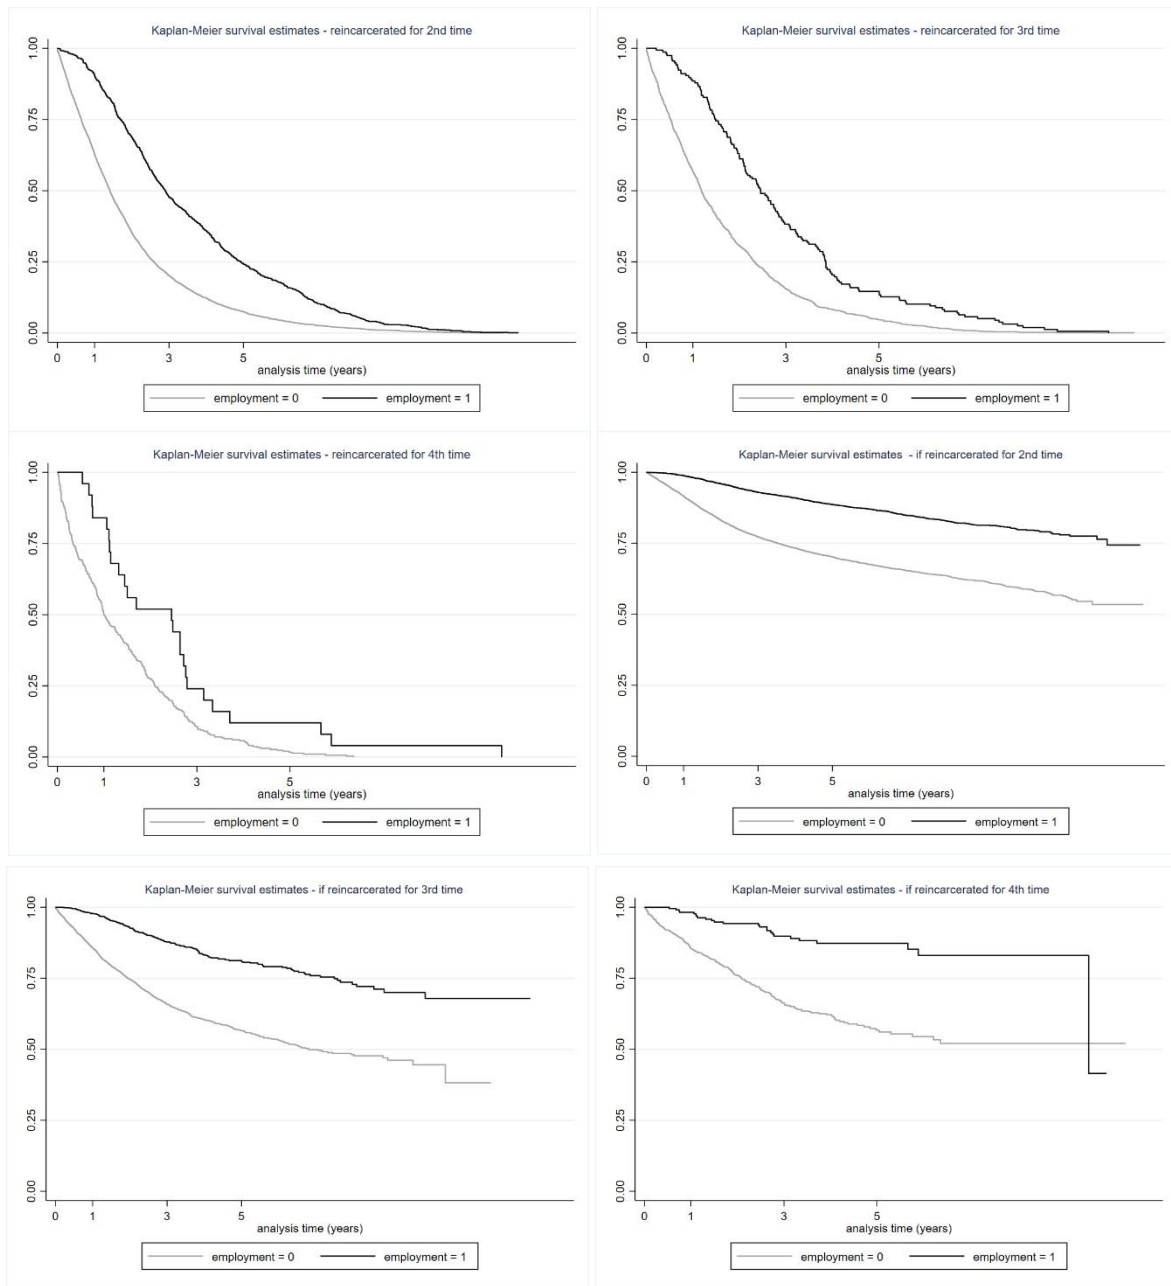 Kaplan-Meier survival estimates - reincarcerated for 2nd time
1.00
0.75
0.50
0.25
0.00
0 1 3 5
analysis time (years)
employment = 0 employment = 1
Kaplan-Meier survival estimates - reincarcerated for 3rd time
1.00
0.75
0.50
0.25
0.00
0 1 3 5
analysis time (years)
employment = 0 employment = 1
Kaplan-Meier survival estimates - reincarcerated for 4th time
1.00
0.75
0.50
0.25
0.00
0 1 3 5
analysis time (years)
employment = 0 employment = 1
Kaplan-Meier survival estimates - if reincarcerated for 2nd time
1.00
0.75
0.50
0.25
0.00
0 1 3 5
analysis time (years)
employment = 0 employment = 1
Kaplan-Meier survival estimates - if reincarcerated for 3rd time
1.00
0.75
0.50
0.25
0.00
0 1 3 5
analysis time (years)
employment = 0 employment = 1
Kaplan-Meier survival estimates - if reincarcerated for 4th time
1.00
0.75
0.50
0.25
0.00
0 1 3 5
analysis time (years)
employment = 0 employment = 1